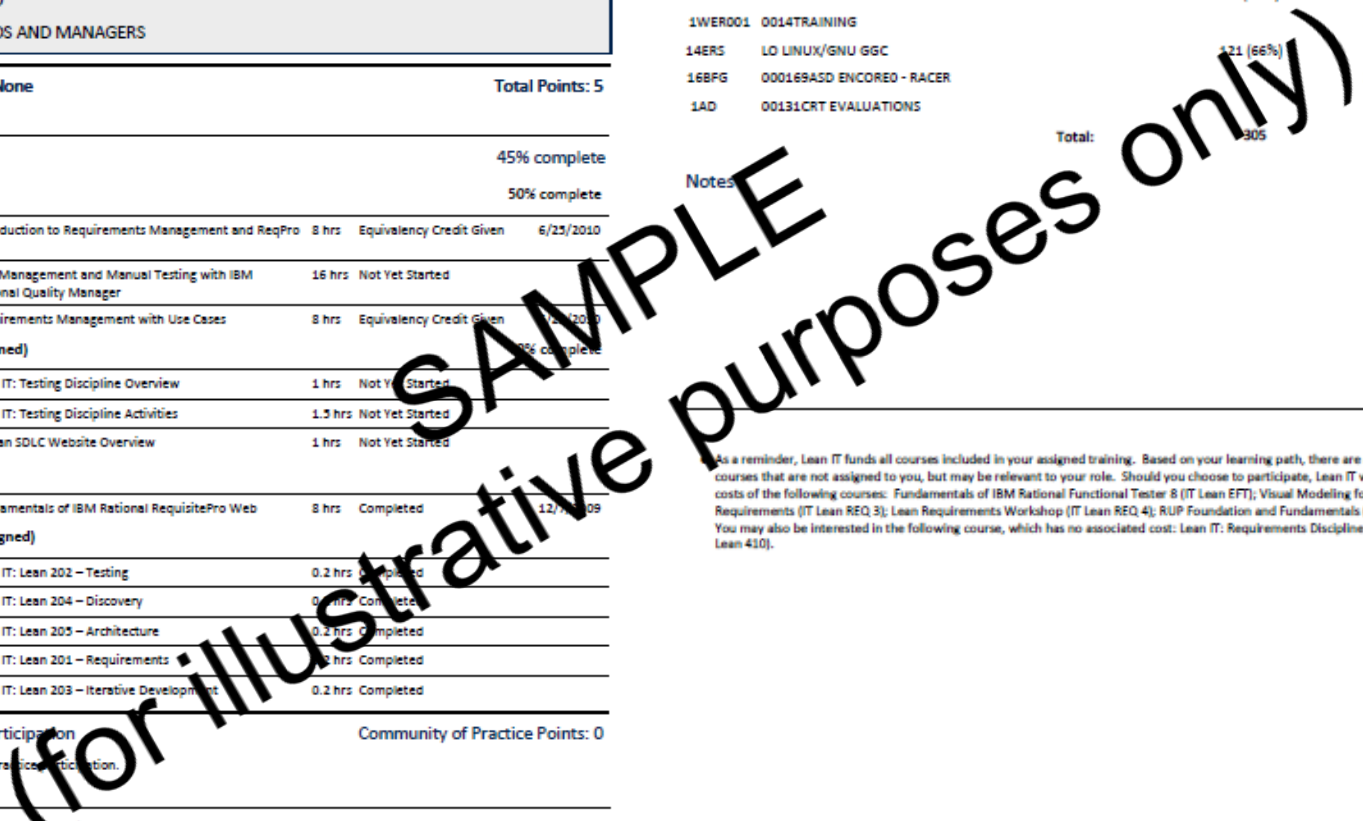 OS AND MANAGERS
None Total Points: 5
45% complete
50% complete
duction to Requirements Management and ReqPro 8 hrs Equivalency Credit Given 6/25/2010
Management and Manual Testing with IBM 16 hrs Not Yet Started
nal Quality Manager
irements Management with Use Cases 8 hrs Equivalency Credit Given
ned) complete
IT: Testing Discipline Overview 1 hrs Not Yet Started
IT: Testing Discipline Activities 1.5 hrs Not Yet Started
an SDLC Website Overview 1 hrs Not Yet Started
amentals of IBM Rational RequisitePro Web 8 hrs Completed
gned)
IT: Lean 202 – Testing 0.2 hrs Completed
IT: Lean 204 – Discovery hrs Completed
IT: Lean 205 – Architecture 0.2 hrs Completed
IT: Lean 201 – Requirements hrs Completed
IT: Lean 203 – Iterative Development 0.2 hrs Completed
rticipation Community of Practice Points: 0
ractice participation.
1WER001 0014TRAINING
14ERS LO LINUX/GNU GGC 121 (66%)
16BFG 000169ASD ENCORE0 - RACER
1AD 00131CRT EVALUATIONS
Total: 305
Notes
As a reminder, Lean IT funds all courses included in your assigned training. Based on your learning path, there are
courses that are not assigned to you, but may be relevant to your role. Should you choose to participate, Lean IT
costs of the following courses: Fundamentals of IBM Rational Functional Tester 8 (IT Lean EFT); Visual Modeling fo
Requirements (IT Lean REQ 3); Lean Requirements Workshop (IT Lean REQ 4); RUP Foundation and Fundamentals
You may also be interested in the following course, which has no associated cost: Lean IT: Requirements Discipline
Lean 410).
SAMPLE
(for illustrative purposes only)